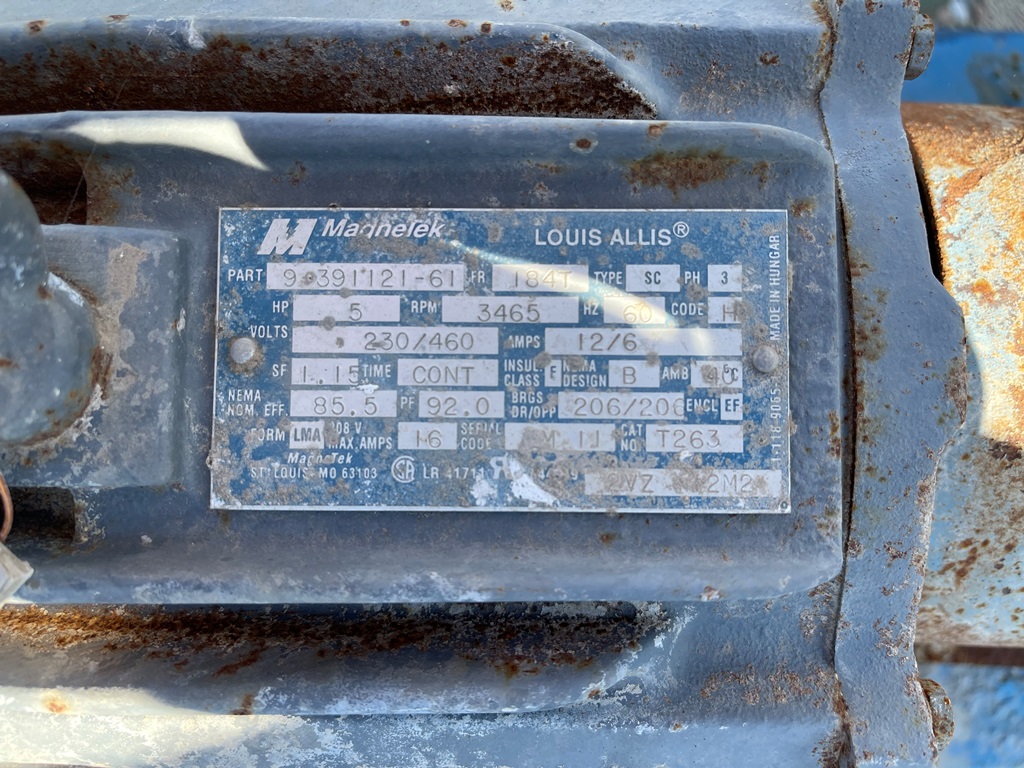 MagneTek LOUIS ALLIS®
PART 9-391121-61 FR 184T TYPE SC PH 3
HP 5 RPM 3465 HZ 60 CODE H
VOLTS 230/460 AMPS 12/6
SF 1.15 TIME CONT INSUL. CLASS F NEMA DESIGN B AMB 40°C
NEMA NOM. EFF. 85.5 PF 92.0 BRGS DR/OPP 206/206 ENCL EF
FORM LMA 208 V MAX. AMPS 16 SERIAL CODE CAT NO. T263
MagneTek
ST. LOUIS - MO 63103 LR 41711
MADE IN HUNGARY